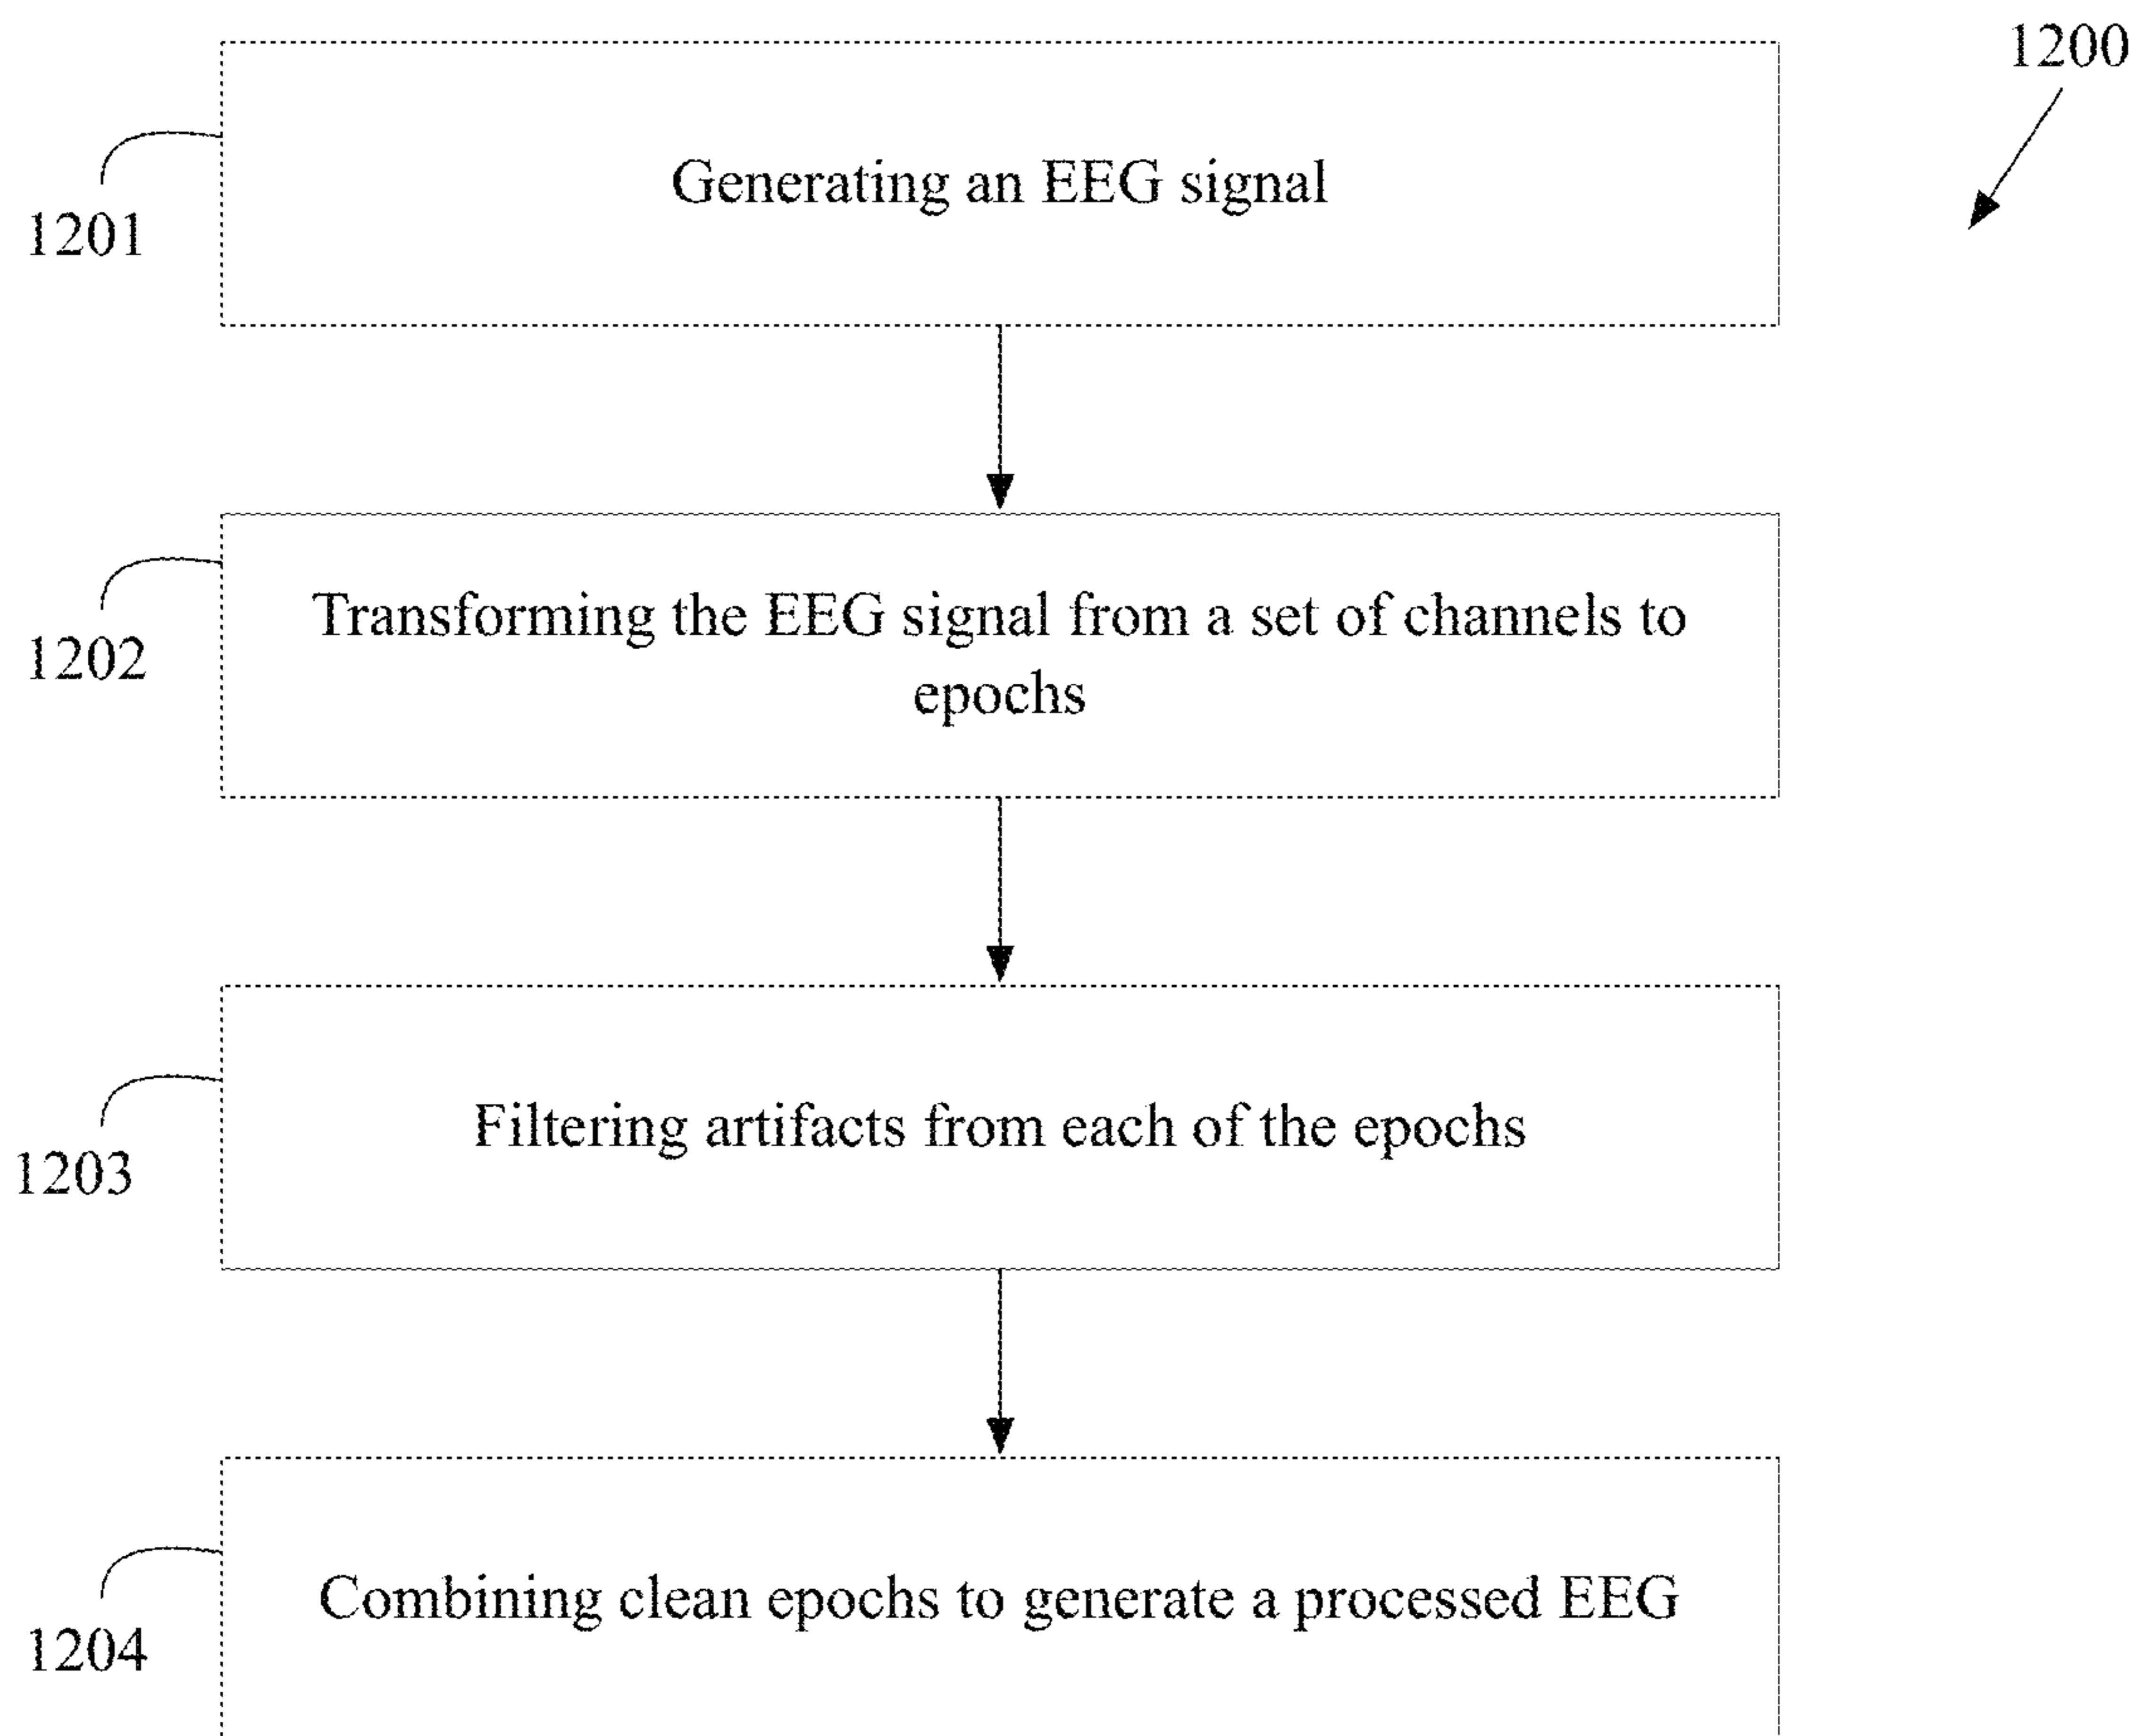 1200
Generating an EEG signal
1201
Transforming the EEG signal from a set of channels to
epochs
1202
Filtering artifacts from each of the epochs
1203
Combining clean epochs to generate a processed EEG
1204